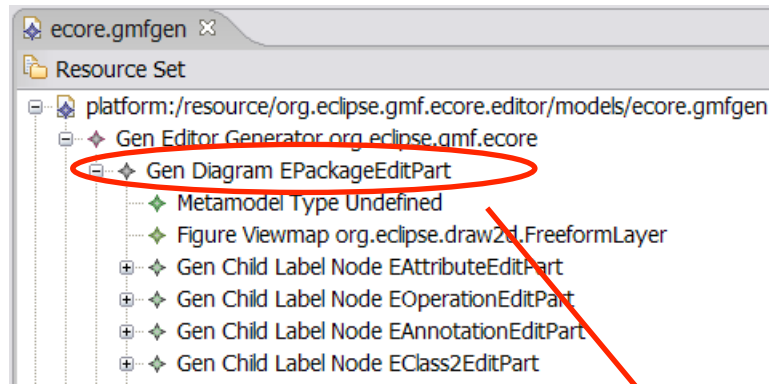 ecore.gmfgen
Resource Set
platform:/resource/org.eclipse.gmf.ecore.editor/models/ecore.gmfgen
Gen Editor Generator org.eclipse.gmf.ecore
Gen Diagram EPackageEditPart
Metamodel Type Undefined
Figure Viewmap org.eclipse.draw2d.FreeformLayer
Gen Child Label Node EAttributeEditPart
Gen Child Label Node EOperationEditPart
Gen Child Label Node EAnnotationEditPart
Gen Child Label Node EClass2EditPart